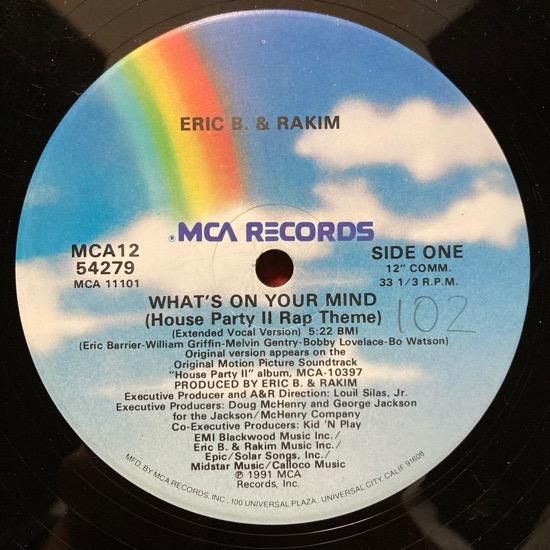 ERIC B. & RAKIM
®MCA RECORDS
MCA12
54279
MCA 11101
SIDE ONE
12" COMM.
33 1/3 R.P.M.
WHAT'S ON YOUR MIND
(House Party II Rap Theme)
102
(Extended Vocal Version) 5:22 BMI
(Eric Barrier-William Griffin-Melvin Gentry-Bobby Lovelace-Bo Watson)
Original version appears on the
Original Motion Picture Soundtrack
"House Party II" album, MCA-10397
PRODUCED BY ERIC B. & RAKIM
Executive Producer and A&R Direction: Louil Silas, Jr.
Executive Producers: Doug McHenry and George Jackson
for the Jackson/McHenry Company
Co-Executive Producers: Kid 'N Play
EMI Blackwood Music Inc./
Eric B. & Rakim Music Inc./
Epic/Solar Songs, Inc./
Midstar Music/Calloco Music
℗ 1991 MCA
Records, Inc.
MFD. BY MCA RECORDS, INC., 100 UNIVERSAL PLAZA, UNIVERSAL CITY, CALIF. 91608